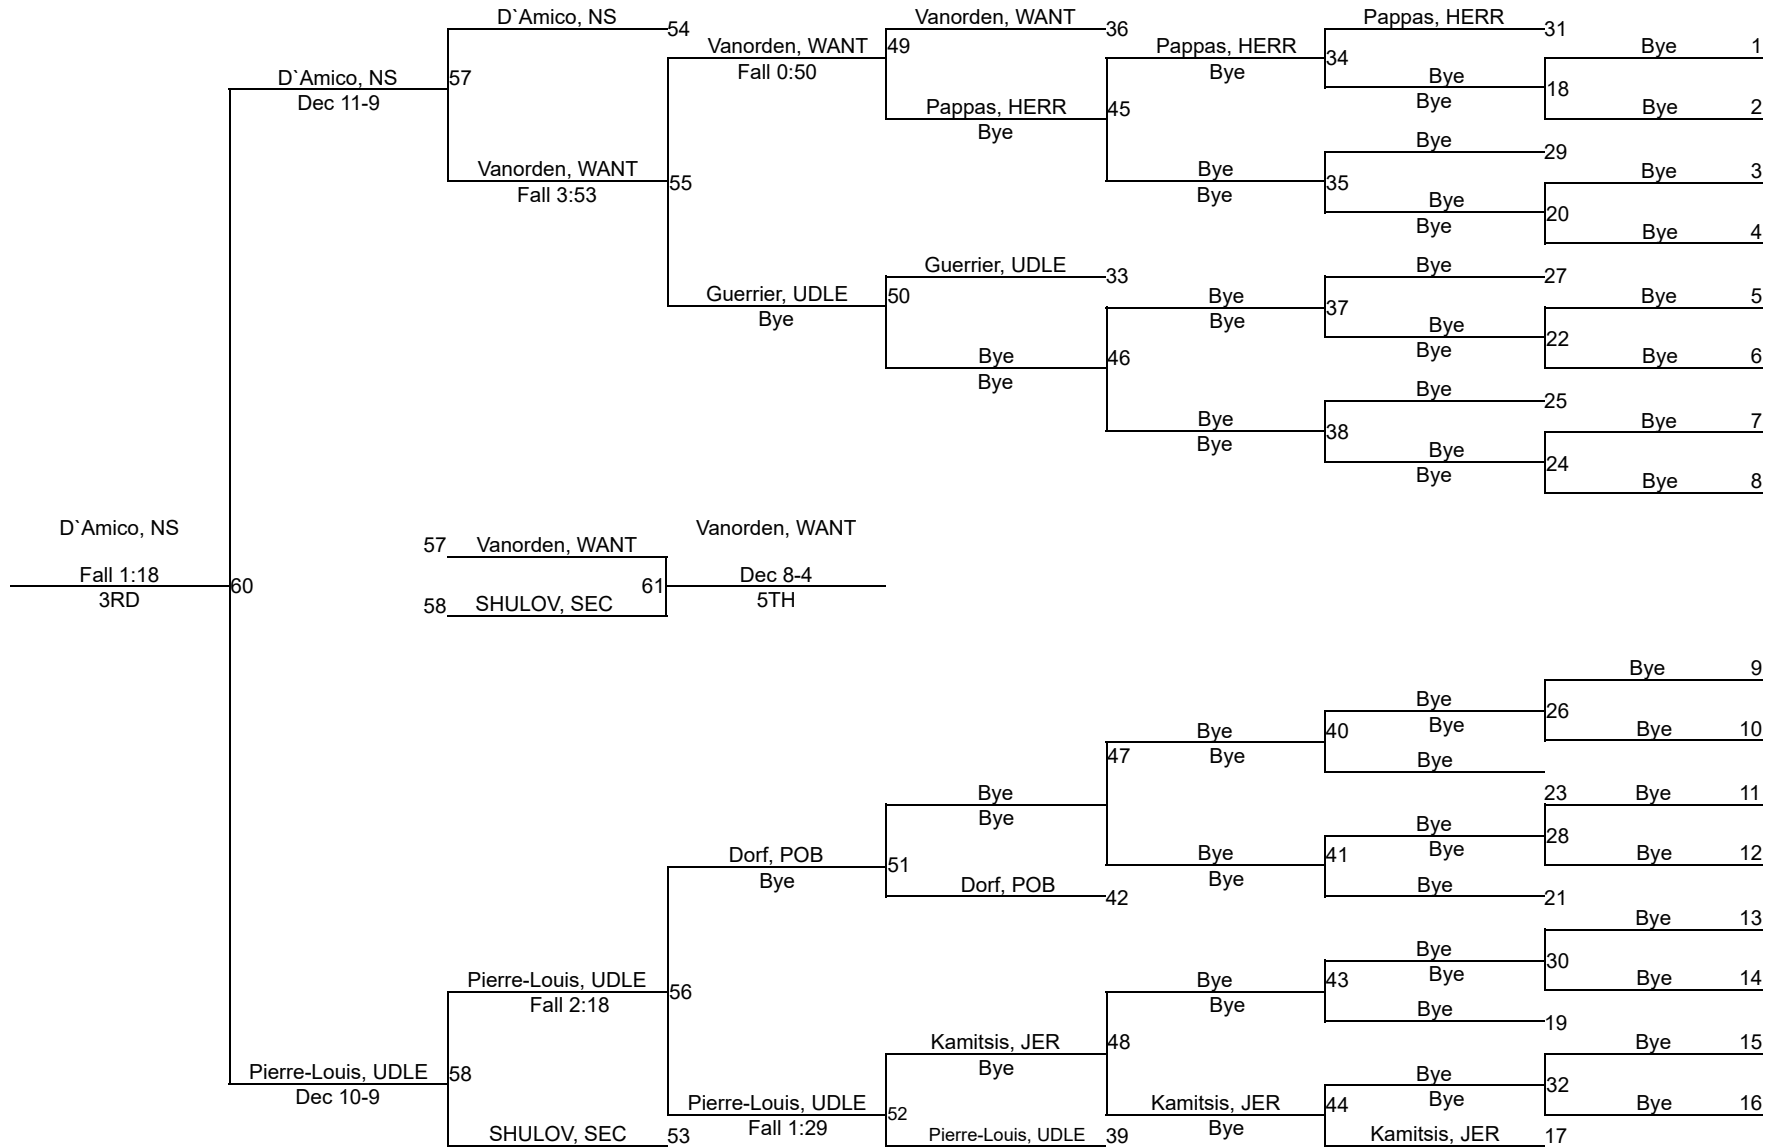 D`Amico, NS 54
Vanorden, WANT 36
Pappas, HERR 31
Vanorden, WANT 49
Fall 0:50
Pappas, HERR 34
Bye
Bye 1
D`Amico, NS 57
Dec 11-9
Bye 18
Bye
Pappas, HERR 45
Bye
Bye 2
Bye 29
Vanorden, WANT 55
Fall 3:53
Bye 35
Bye
Bye 3
Bye 20
Bye
Bye 4
Guerrier, UDLE 33
Bye 27
Guerrier, UDLE 50
Bye
Bye 37
Bye
Bye 5
Bye 22
Bye
Bye 46
Bye
Bye 6
Bye 25
Bye 38
Bye
Bye 7
Bye 24
Bye
Bye 8
D`Amico, NS
Vanorden, WANT
57 Vanorden, WANT
Fall 1:18 60
3RD
61 Dec 8-4
5TH
58 SHULOV, SEC
Bye 9
Bye 26
Bye
Bye 40
Bye
Bye 10
Bye 47
Bye
Bye
23 Bye 11
Bye 28
Bye
Dorf, POB 51
Bye
Bye 41
Bye
Bye 12
Dorf, POB 42
Bye 21
Bye 13
Bye 30
Bye
Pierre-Louis, UDLE 56
Fall 2:18
Bye 43
Bye
Bye 14
Bye 19
Kamitsis, JER 48
Bye
Bye 15
Pierre-Louis, UDLE 58
Dec 10-9
Bye 32
Bye
Pierre-Louis, UDLE 52
Fall 1:29
Kamitsis, JER 44
Bye
Bye 16
SHULOV, SEC 53
Pierre-Louis, UDLE 39
Kamitsis, JER 17